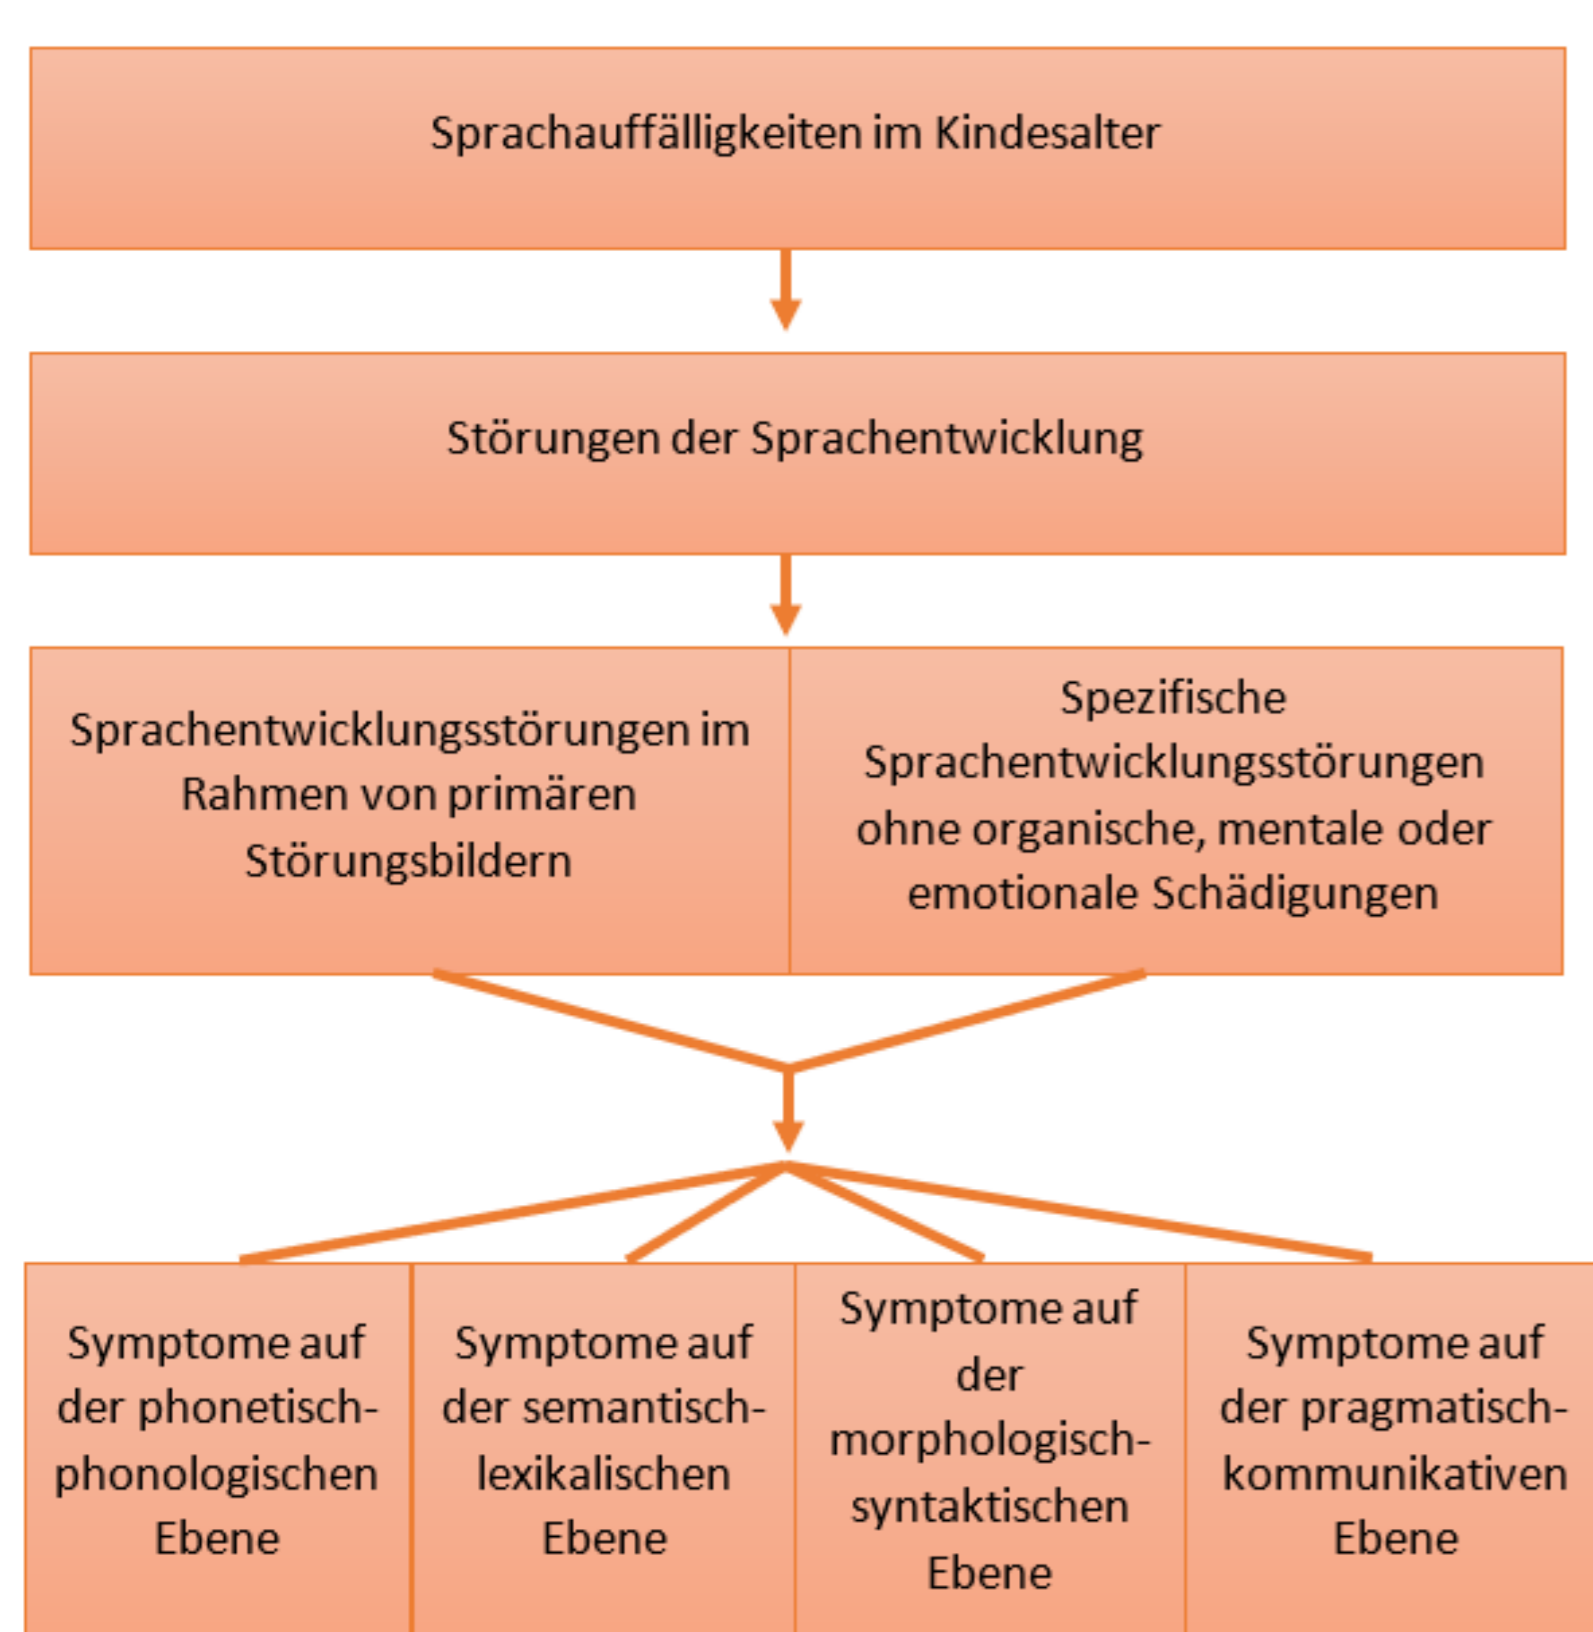 Sprachauffälligkeiten im Kindesalter
Störungen der Sprachentwicklung
Sprachentwicklungsstörungen im
Rahmen von primären
Störungsbildern
Spezifische
Sprachentwicklungsstörungen
ohne organische, mentale oder
emotionale Schädigungen
Symptome auf
der phonetisch-
phonologischen
Ebene
Symptome auf
der semantisch-
lexikalischen
Ebene
Symptome auf
der
morphologisch-
syntaktischen
Ebene
Symptome auf
der pragmatisch-
kommunikativen
Ebene